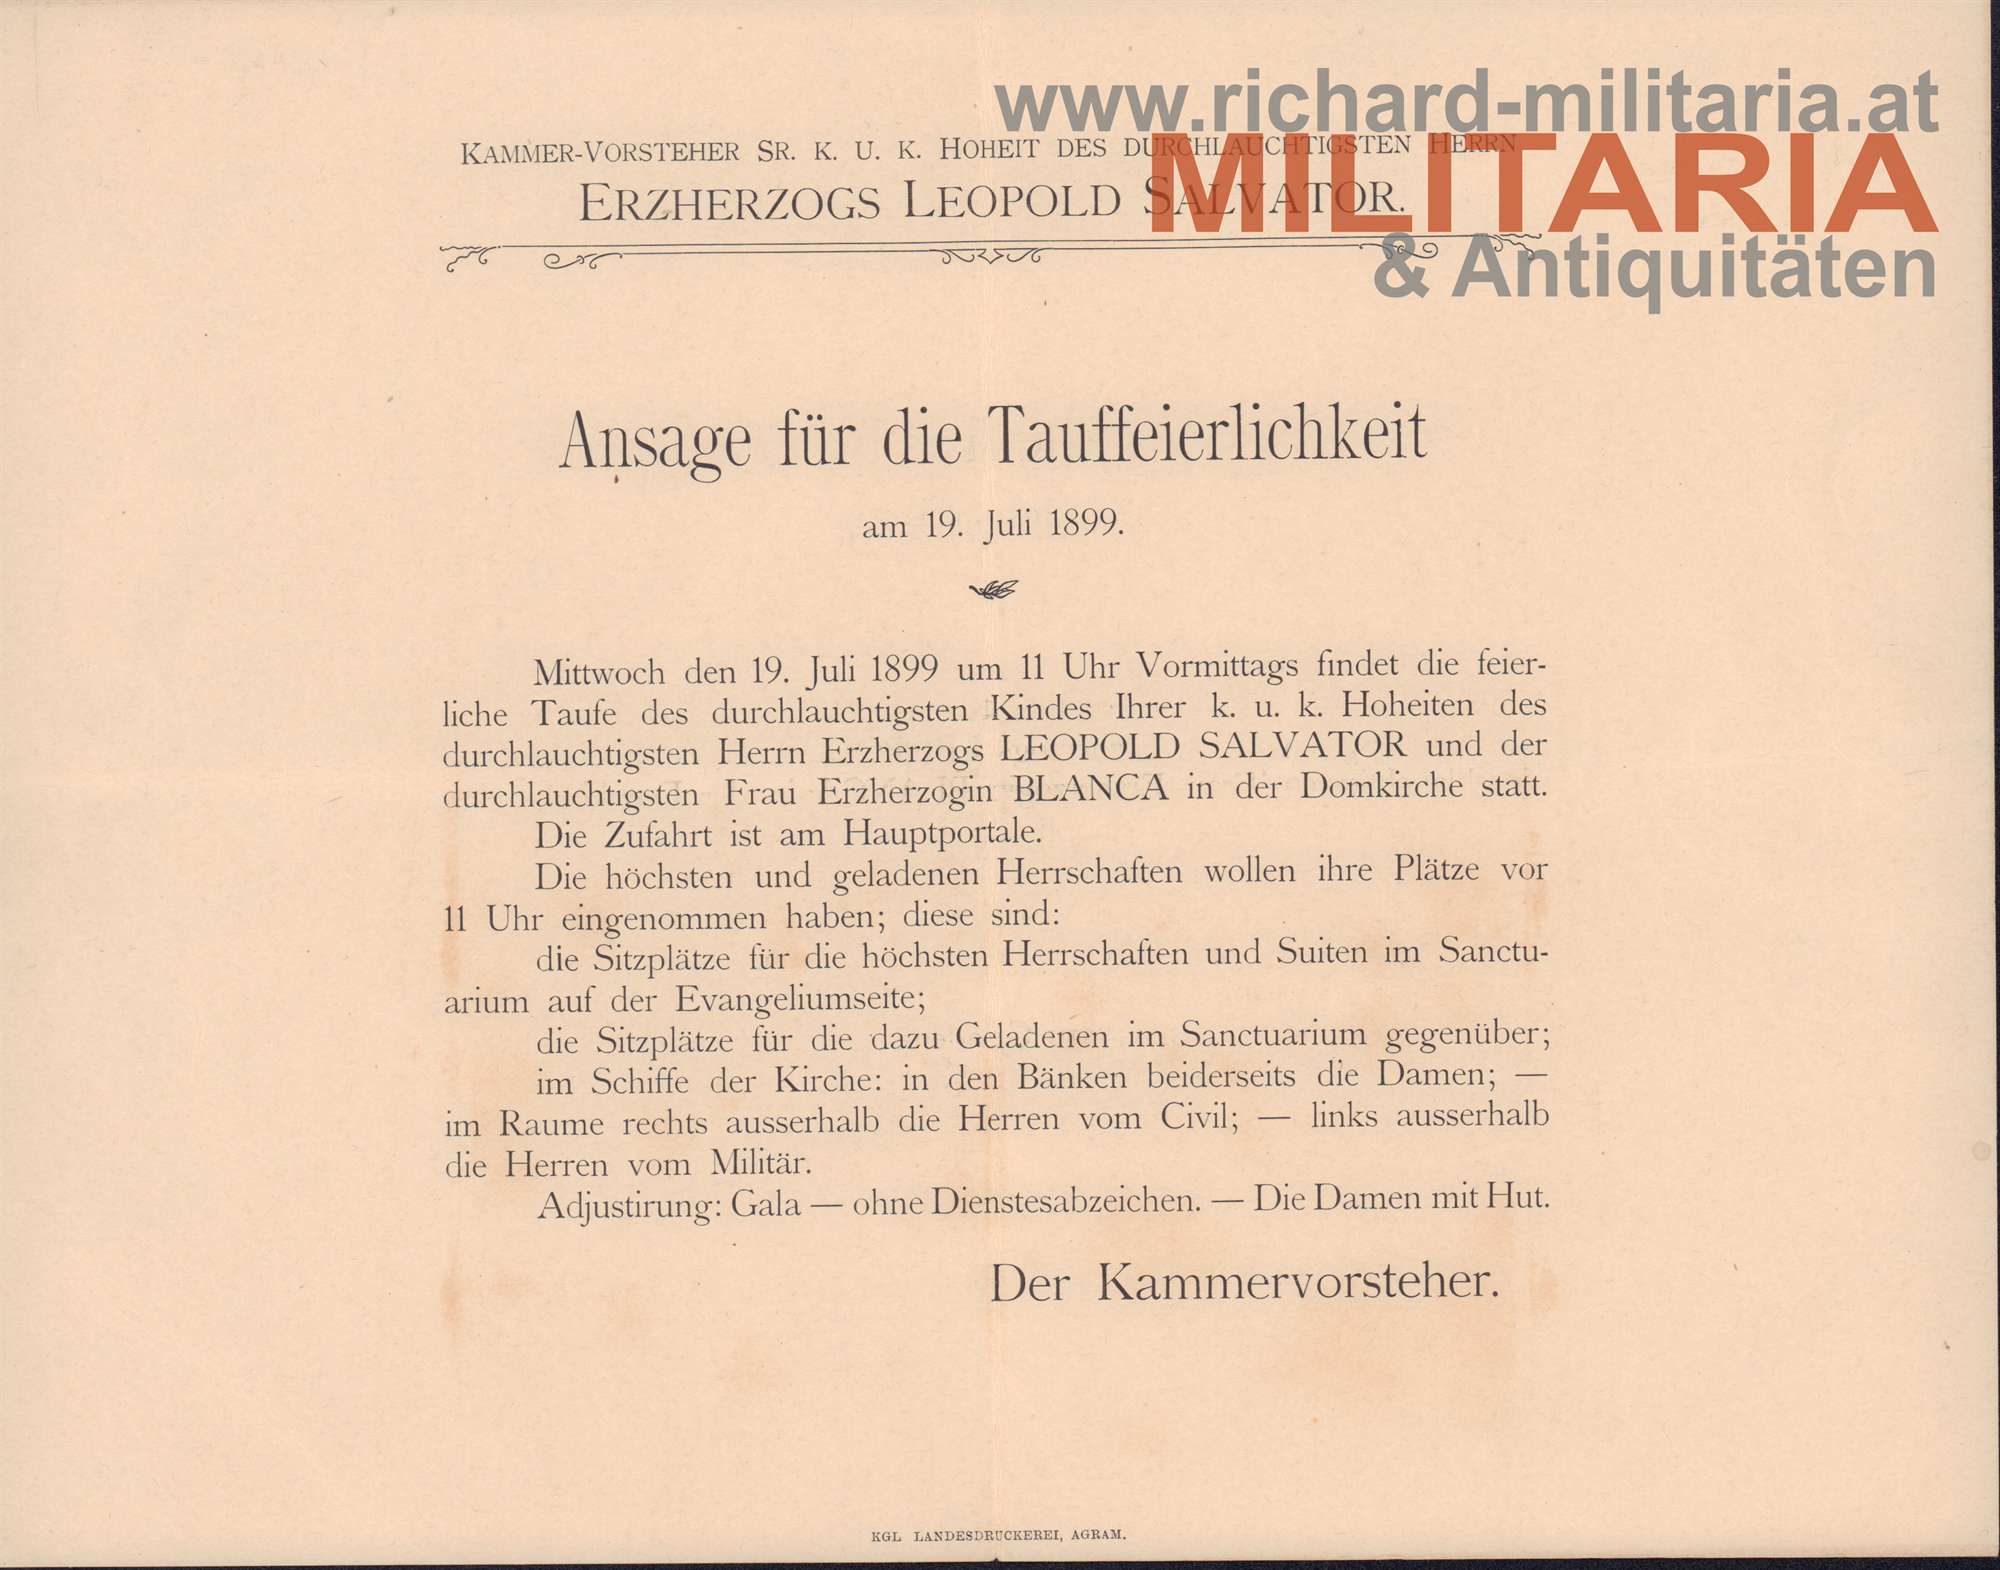 www.richard-militaria.at
MILITARIA
& Antiquitäten
KAMMER-VORSTEHER SR. K. U. K. HOHEIT DES DURCHLAUCHTIGSTEN HERRN
ERZHERZOGS LEOPOLD SALVATOR.
Ansage für die Tauffeierlichkeit
am 19. Juli 1899.
Mittwoch den 19. Juli 1899 um 11 Uhr Vormittags findet die feier-
liche Taufe des durchlauchtigsten Kindes Ihrer k. u. k. Hoheiten des
durchlauchtigsten Herrn Erzherzogs LEOPOLD SALVATOR und der
durchlauchtigsten Frau Erzherzogin BLANCA in der Domkirche statt.
Die Zufahrt ist am Hauptportale.
Die höchsten und geladenen Herrschaften wollen ihre Plätze vor
11 Uhr eingenommen haben; diese sind:
die Sitzplätze für die höchsten Herrschaften und Suiten im Sanctu-
arium auf der Evangeliumseite;
die Sitzplätze für die dazu Geladenen im Sanctuarium gegenüber;
im Schiffe der Kirche: in den Bänken beiderseits die Damen; —
im Raume rechts ausserhalb die Herren vom Civil; — links ausserhalb
die Herren vom Militär.
Adjustirung: Gala — ohne Dienstesabzeichen. — Die Damen mit Hut.
Der Kammervorsteher.
KGL LANDESDRUCKEREI, AGRAM.